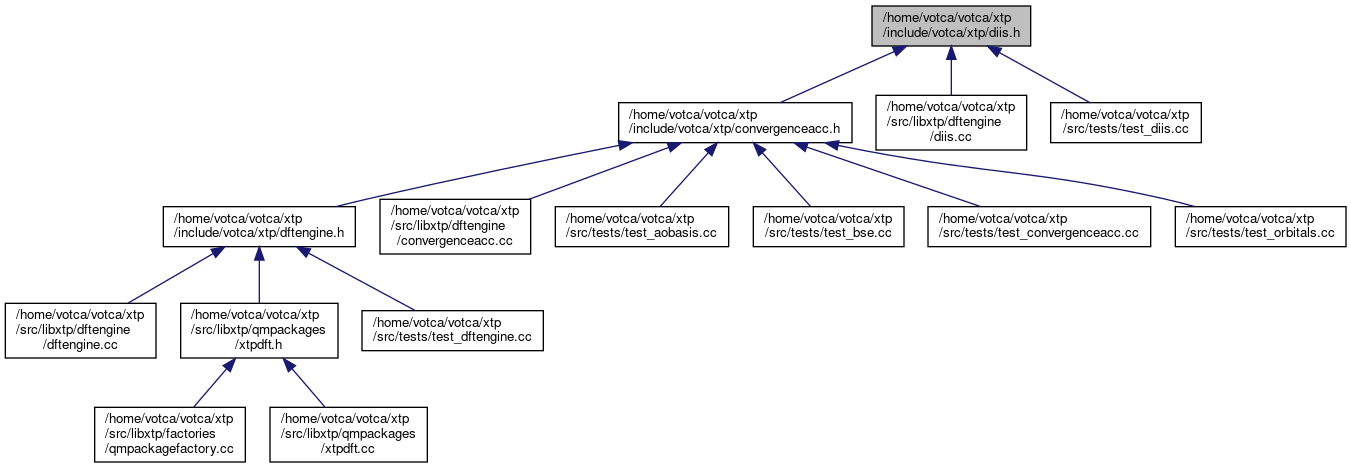 /home/votca/votca/xtp
/include/votca/xtp/diis.h
/home/votca/votca/xtp
/include/votca/xtp/convergenceacc.h
/home/votca/votca/xtp
/src/libxtp/dftengine
/diis.cc
/home/votca/votca/xtp
/src/tests/test_diis.cc
/home/votca/votca/xtp
/include/votca/xtp/dftengine.h
/home/votca/votca/xtp
/src/libxtp/dftengine
/convergenceacc.cc
/home/votca/votca/xtp
/src/tests/test_aobasis.cc
/home/votca/votca/xtp
/src/tests/test_bse.cc
/home/votca/votca/xtp
/src/tests/test_convergenceacc.cc
/home/votca/votca/xtp
/src/tests/test_orbitals.cc
/home/votca/votca/xtp
/src/libxtp/dftengine
/dftengine.cc
/home/votca/votca/xtp
/src/libxtp/qmpackages
/xtpdft.h
/home/votca/votca/xtp
/src/tests/test_dftengine.cc
/home/votca/votca/xtp
/src/libxtp/factories
/qmpackagefactory.cc
/home/votca/votca/xtp
/src/libxtp/qmpackages
/xtpdft.cc